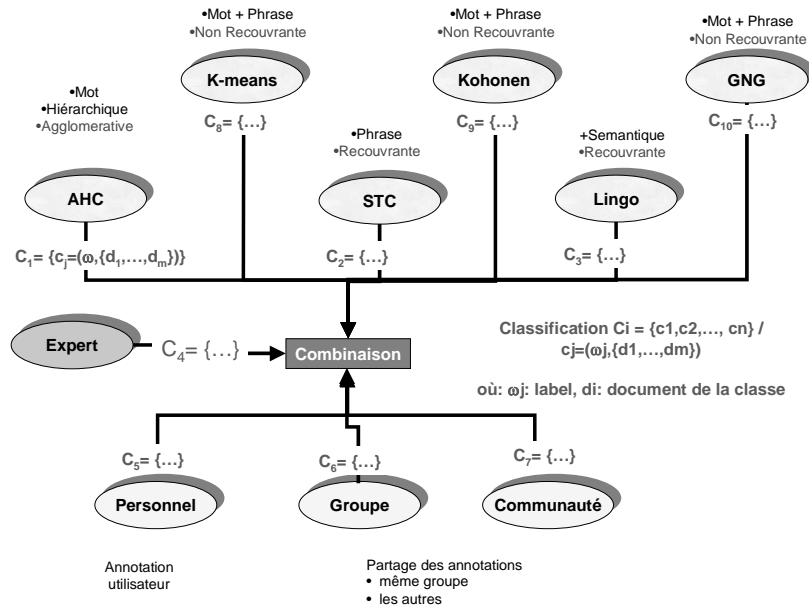 •Mot + Phrase
•Non Recouvrante
K-means
C8= {…}
•Mot + Phrase
•Non Recouvrante
Kohonen
C9= {…}
•Mot + Phrase
•Non Recouvrante
GNG
C10= {…}
•Mot
•Hiérarchique
•Agglomerative
AHC
C1= {cj=(ω,{d1,…,dm})}
•Phrase
•Recouvrante
STC
C2= {…}
+Semantique
•Recouvrante
Lingo
C3= {…}
Expert
C4= {…}
Combinaison
Classification Ci = {c1,c2,…, cn} /
cj=(ωj,{d1,…,dm})
où: ωj: label, di: document de la classe
C5= {…}
Personnel
C6= {…}
Groupe
C7= {…}
Communauté
Annotation
utilisateur
Partage des annotations
• même groupe
• les autres